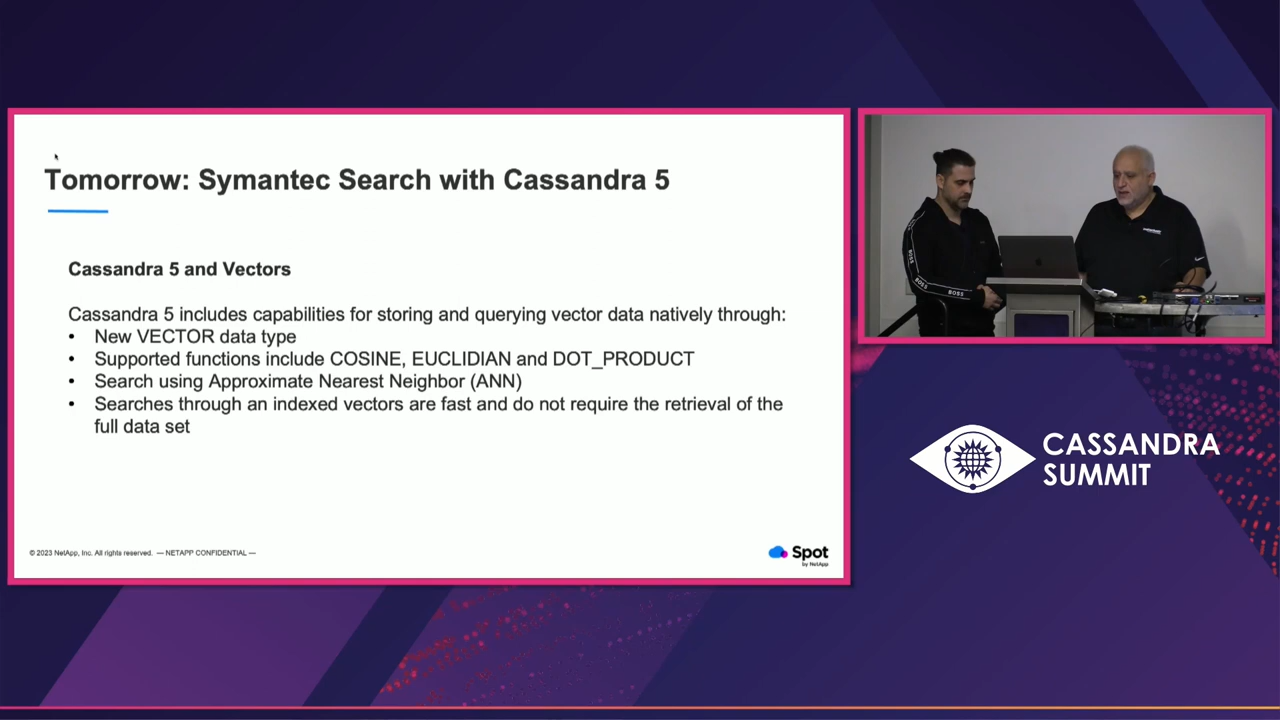 Tomorrow: Symantec Search with Cassandra 5
Cassandra 5 and Vectors
Cassandra 5 includes capabilities for storing and querying vector data natively through:
• New VECTOR data type
• Supported functions include COSINE, EUCLIDIAN and DOT_PRODUCT
• Search using Approximate Nearest Neighbor (ANN)
• Searches through an indexed vectors are fast and do not require the retrieval of the
full data set
© 2023 NetApp, Inc. All rights reserved. — NETAPP CONFIDENTIAL —
Spot
by NetApp
BOSS
BOSS
BOSS
CASSANDRA
SUMMIT